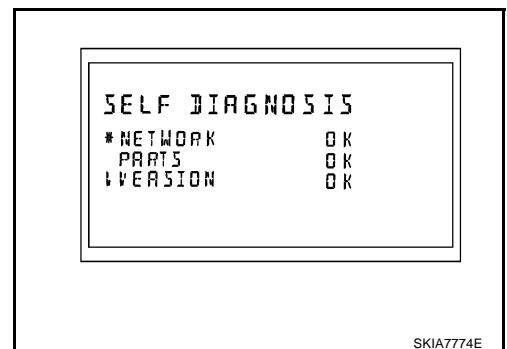 SELF DIAGNOSIS
*NETWORK OK
PARTS OK
VERSION OK
SKIA7774E